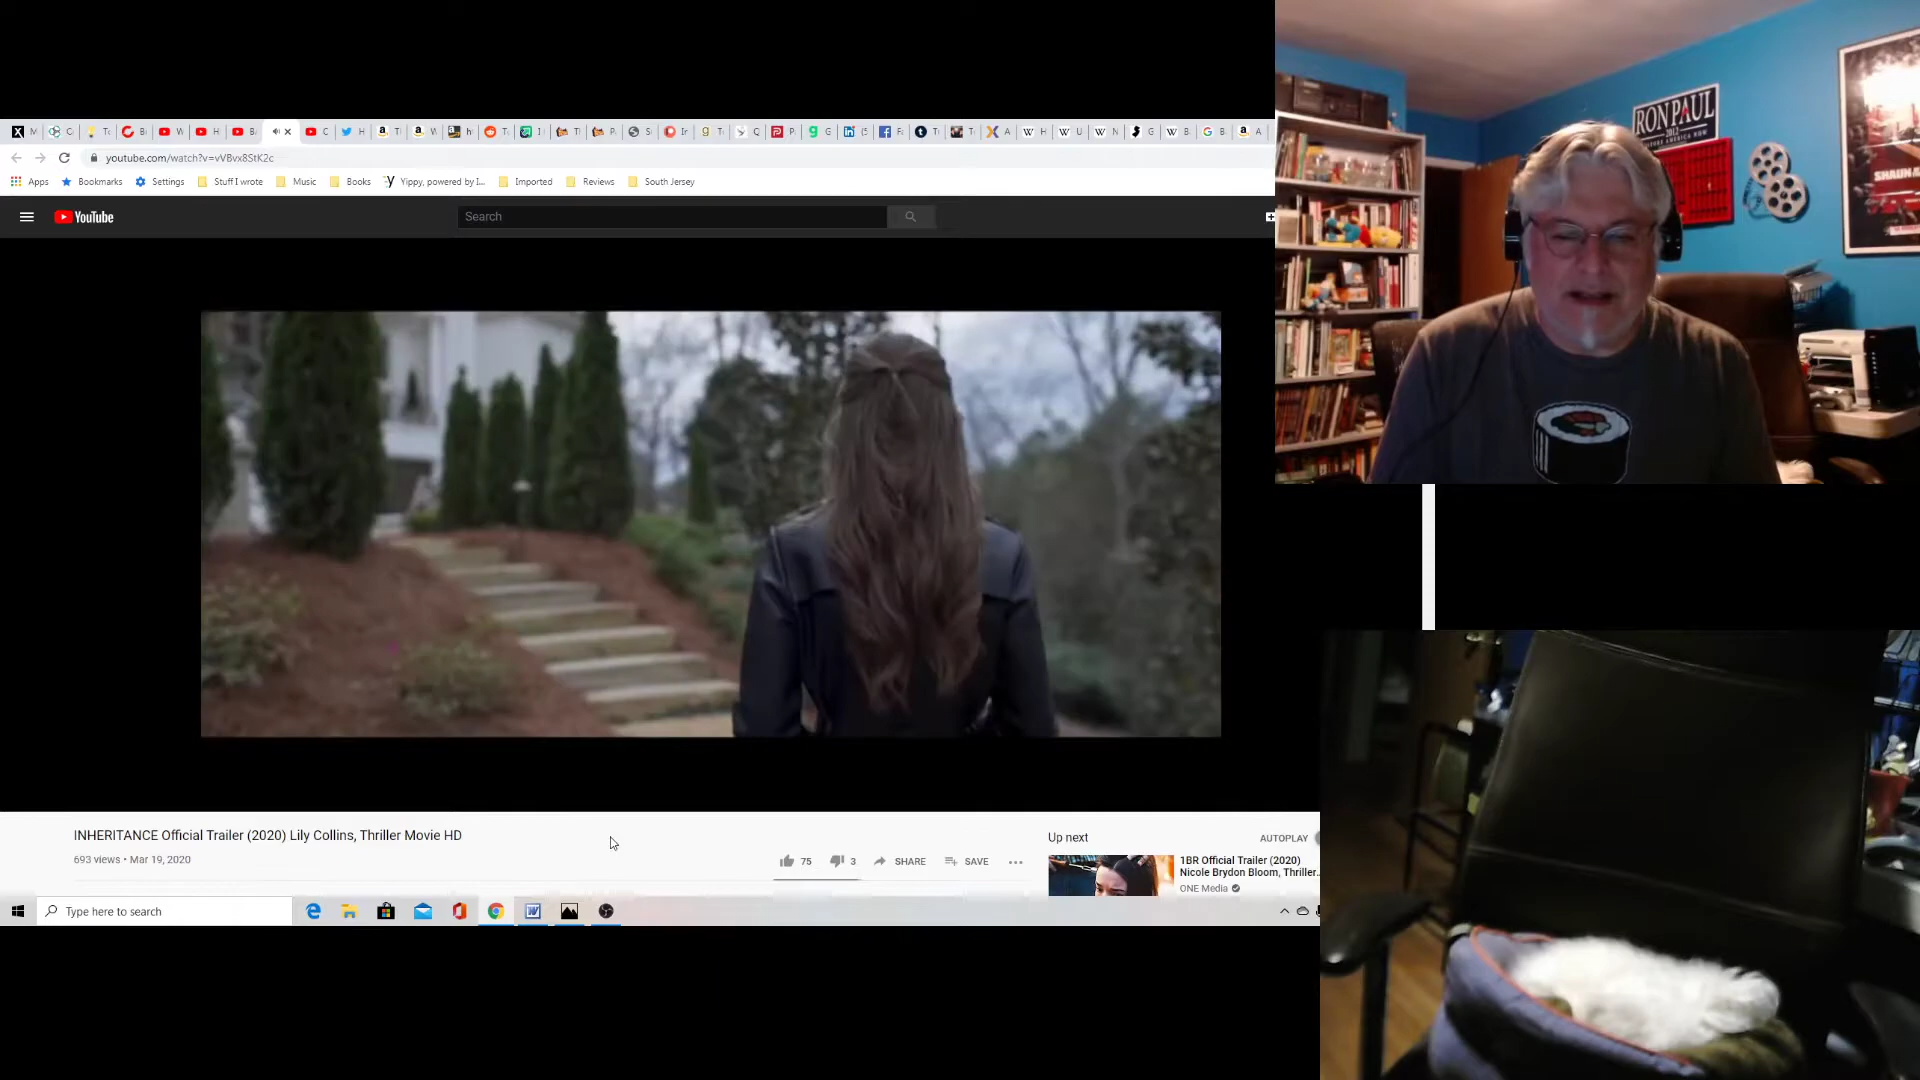 youtube.com/watch?v=vVBvx8StK2c
Apps Bookmarks Settings Stuff I wrote Music Books Yippy, powered by I... Imported Reviews South Jersey
YouTube
Search
RON PAUL
2012
SHAUN
INHERITANCE Official Trailer (2020) Lily Collins, Thriller Movie HD
693 views • Mar 19, 2020
75 3 SHARE SAVE
Up next AUTOPLAY
1BR Official Trailer (2020)
Nicole Brydon Bloom, Thriller...
ONE Media
Type here to search